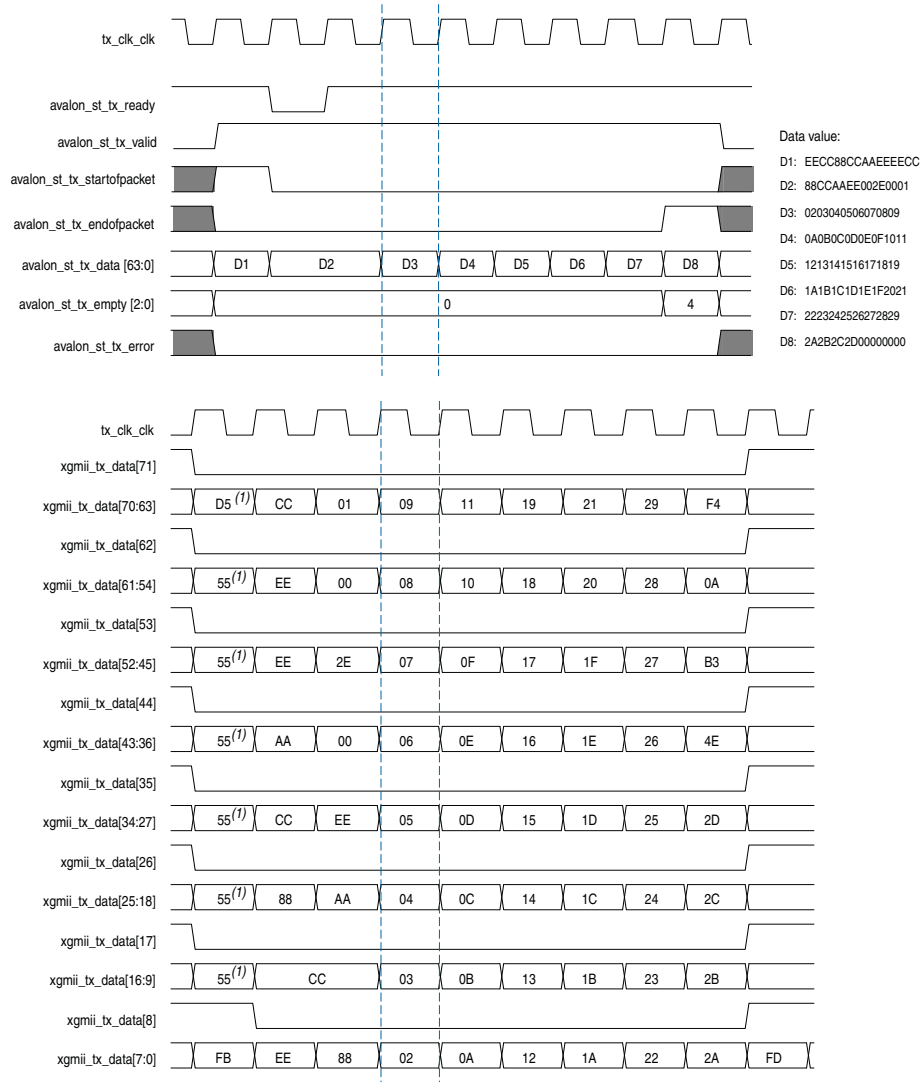 tx_clk_clk
avalon_st_tx_ready
avalon_st_tx_valid
avalon_st_tx_startofpacket
avalon_st_tx_endofpacket
avalon_st_tx_data [63:0] D1 D2 D3 D4 D5 D6 D7 D8
avalon_st_tx_empty [2:0] 0 4
avalon_st_tx_error
Data value:
D1: EECC88CCAAEEEECC
D2: 88CCAAEE002E0001
D3: 0203040506070809
D4: 0A0B0C0D0E0F1011
D5: 1213141516171819
D6: 1A1B1C1D1E1F2021
D7: 2223242526272829
D8: 2A2B2C2D00000000
tx_clk_clk
xgmii_tx_data[71]
xgmii_tx_data[70:63] D5 (1) CC 01 09 11 19 21 29 F4
xgmii_tx_data[62]
xgmii_tx_data[61:54] 55(1) EE 00 08 10 18 20 28 0A
xgmii_tx_data[53]
xgmii_tx_data[52:45] 55(1) EE 2E 07 0F 17 1F 27 B3
xgmii_tx_data[44]
xgmii_tx_data[43:36] 55(1) AA 00 06 0E 16 1E 26 4E
xgmii_tx_data[35]
xgmii_tx_data[34:27] 55(1) CC EE 05 0D 15 1D 25 2D
xgmii_tx_data[26]
xgmii_tx_data[25:18] 55(1) 88 AA 04 0C 14 1C 24 2C
xgmii_tx_data[17]
xgmii_tx_data[16:9] 55(1) CC 03 0B 13 1B 23 2B
xgmii_tx_data[8]
xgmii_tx_data[7:0] FB EE 88 02 0A 12 1A 22 2A FD